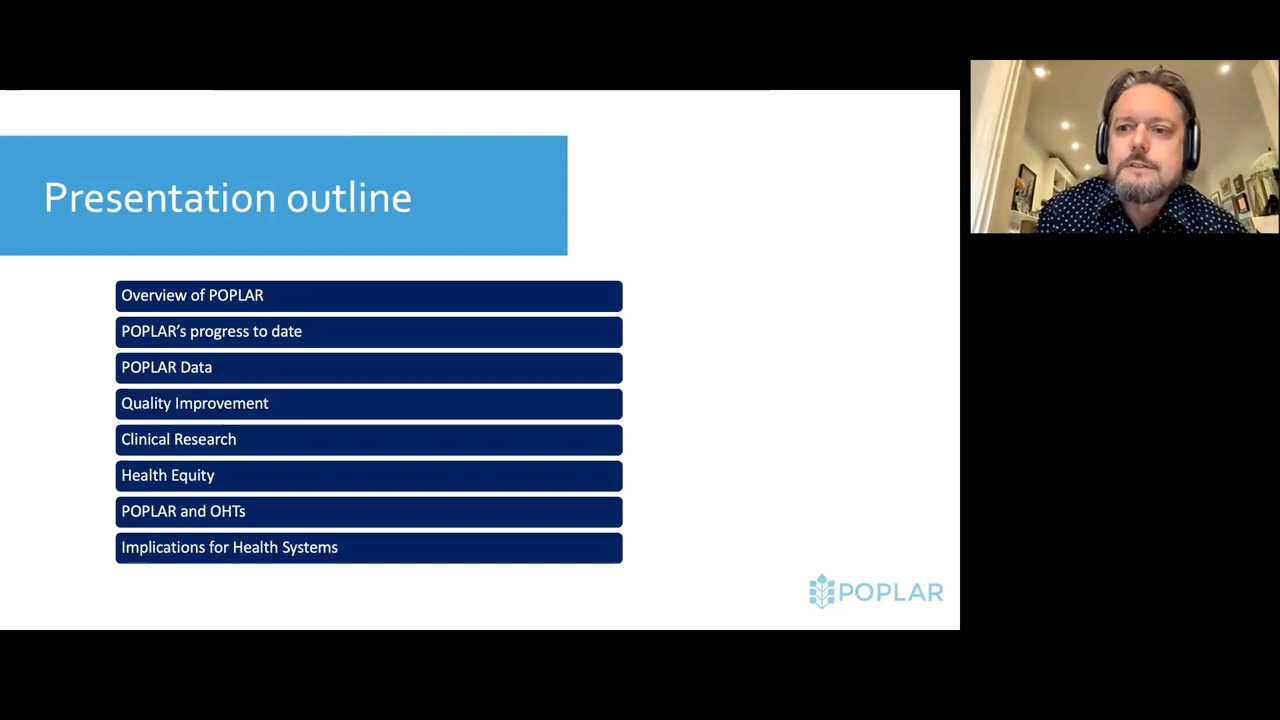 Presentation outline
Overview of POPLAR
POPLAR’s progress to date
POPLAR Data
Quality Improvement
Clinical Research
Health Equity
POPLAR and OHTs
Implications for Health Systems
POPLAR